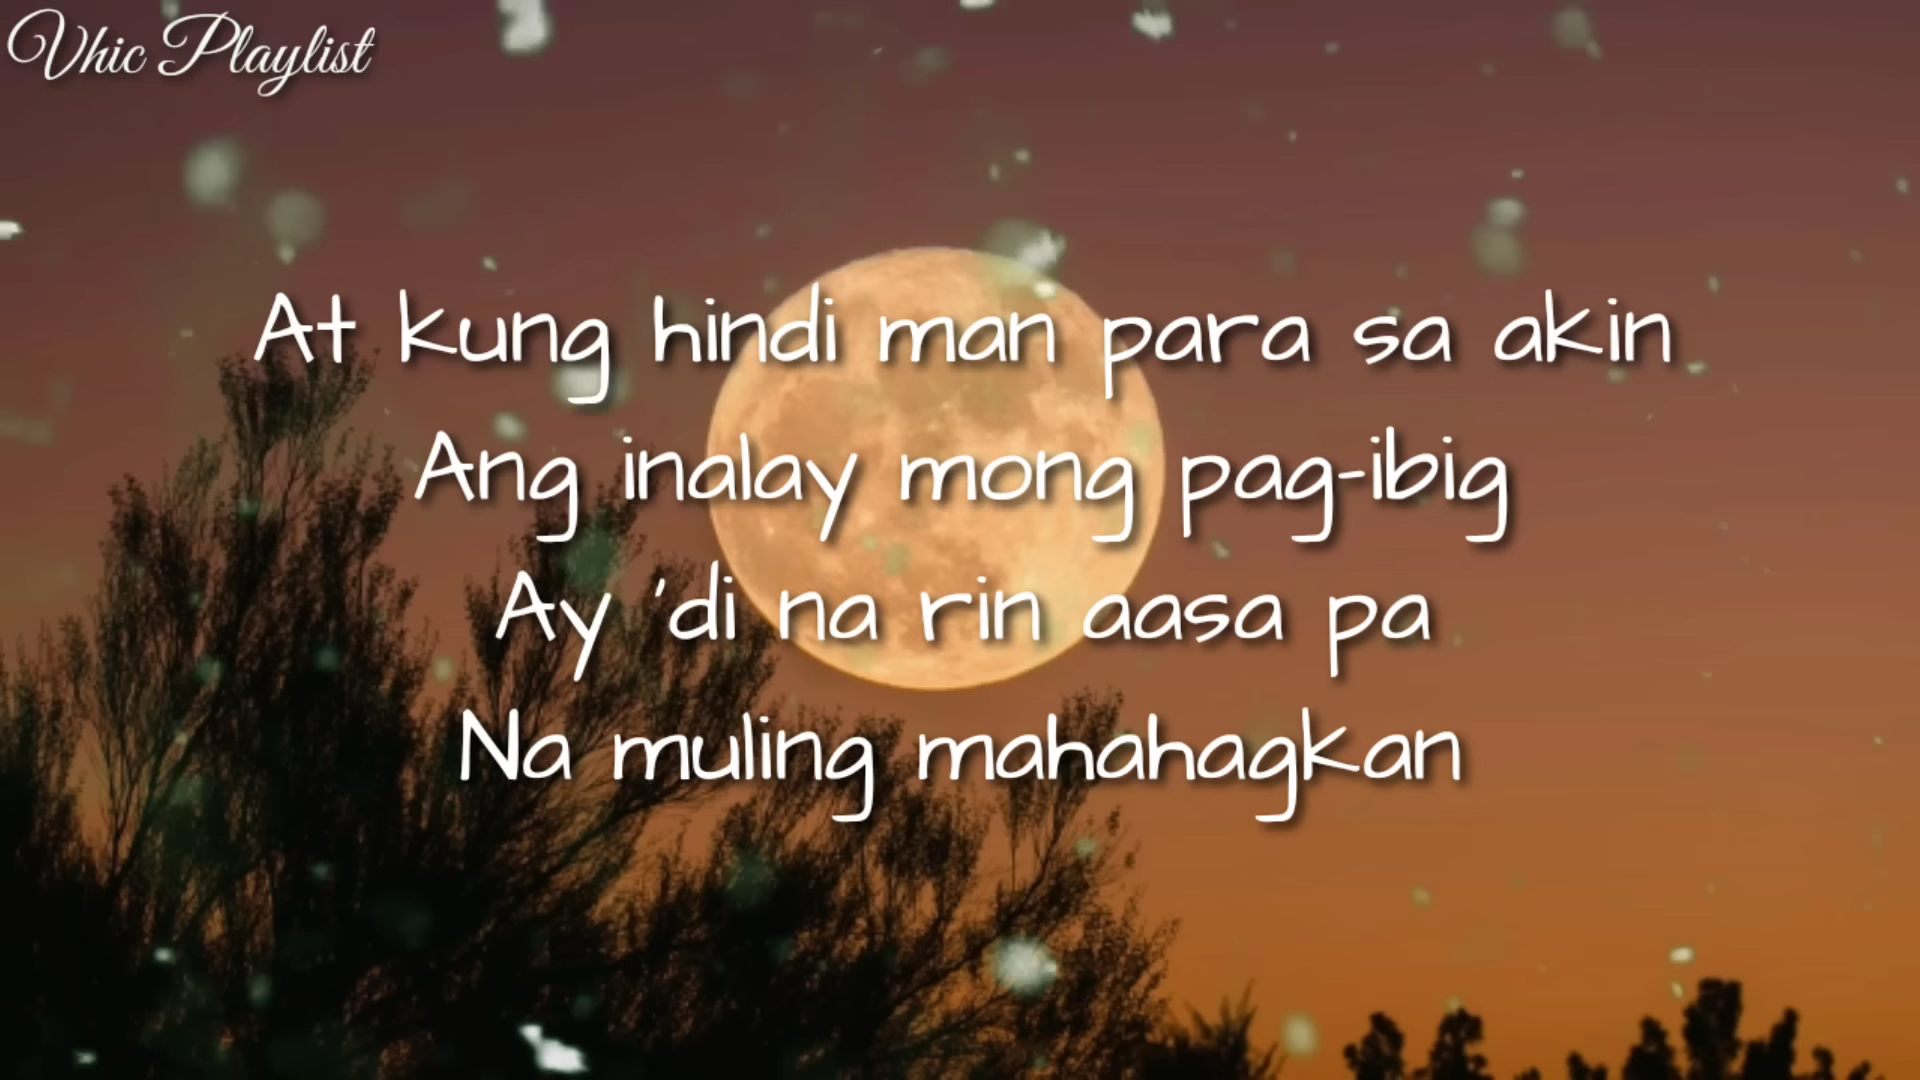 Vhic Playlist
At kung hindi man para sa akin
Ang inalay mong pag-ibig
Ay 'di na rin aasa pa
Na muling mahahagkan